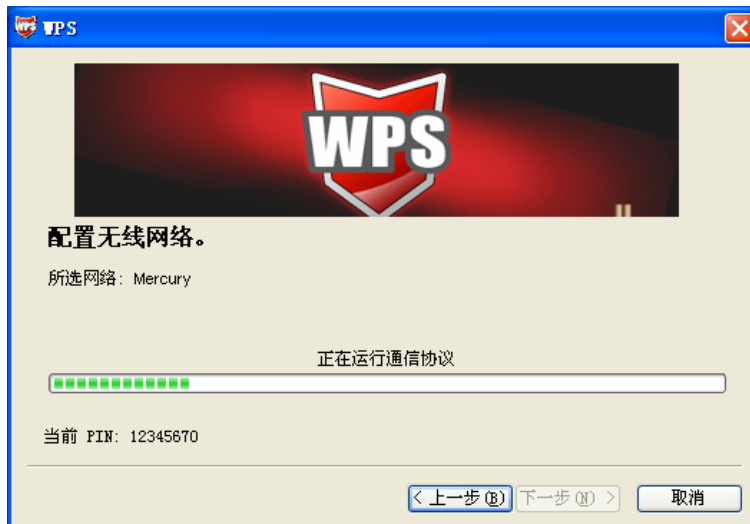 WPS
WPS
配置无线网络。
所选网络: Mercury
正在运行通信协议
当前 PIN: 12345670
< 上一步(B) 下一步(N) > 取消